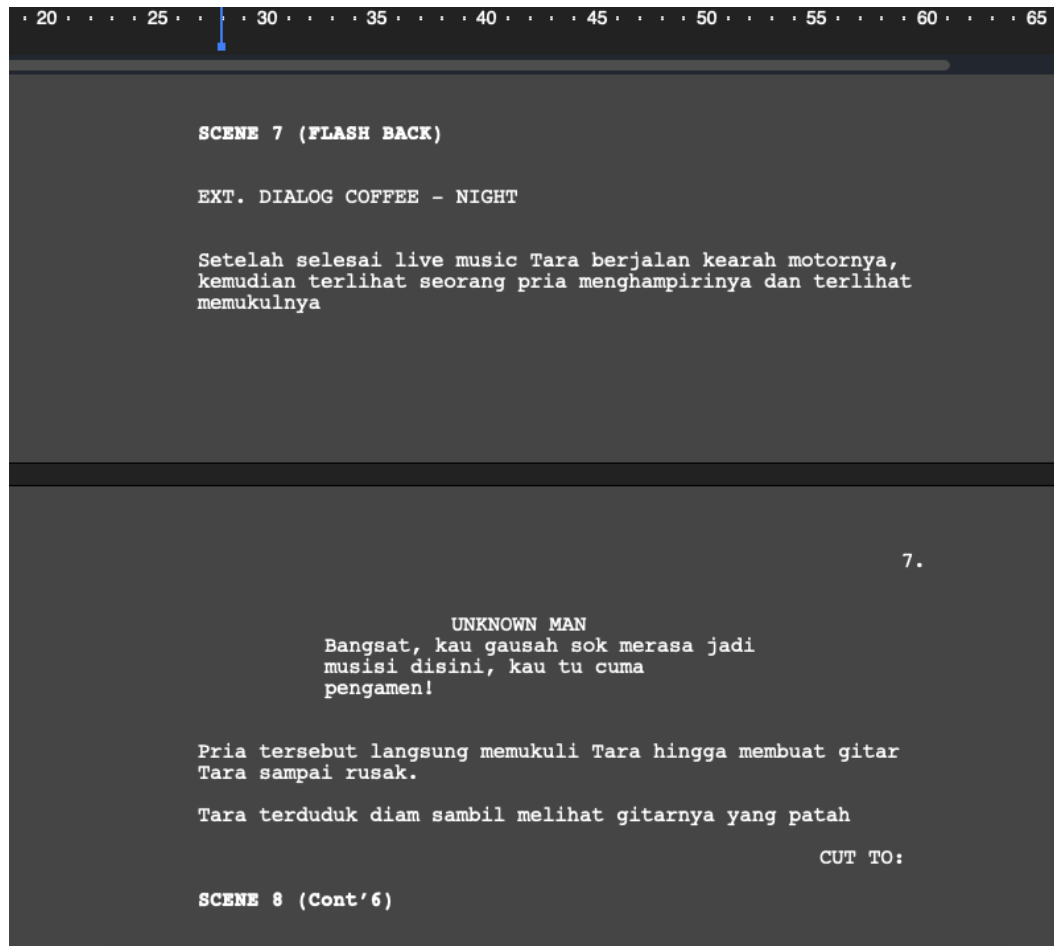 20 25 30 35 40 45 50 55 60 65
SCENE 7 (FLASH BACK)
EXT. DIALOG COFFEE – NIGHT
Setelah selesai live music Tara berjalan kearah motornya,
kemudian terlihat seorang pria menghampirinya dan terlihat
memukulnya
7.
UNKNOWN MAN
Bangsat, kau gausah sok merasa jadi
musisi disini, kau tu cuma
pengamen!
Pria tersebut langsung memukuli Tara hingga membuat gitar
Tara sampai rusak.
Tara terduduk diam sambil melihat gitarnya yang patah
CUT TO:
SCENE 8 (Cont’6)